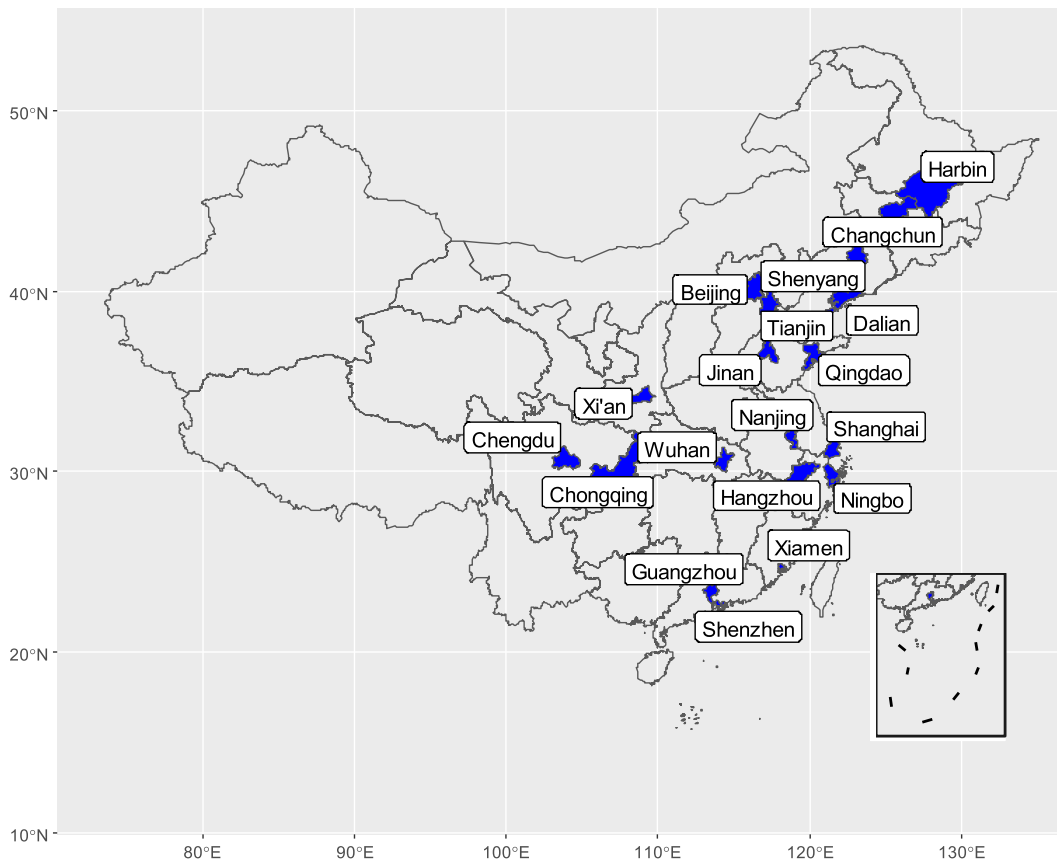 50°N
Harbin
Changchun
Shenyang
40°N
Beijing
Tianjin
Dalian
Jinan
Qingdao
Xi'an
Nanjing
Shanghai
Chengdu
Wuhan
30°N
Chongqing
Hangzhou
Ningbo
Xiamen
Guangzhou
Shenzhen
20°N
10°N
80°E
90°E
100°E
110°E
120°E
130°E